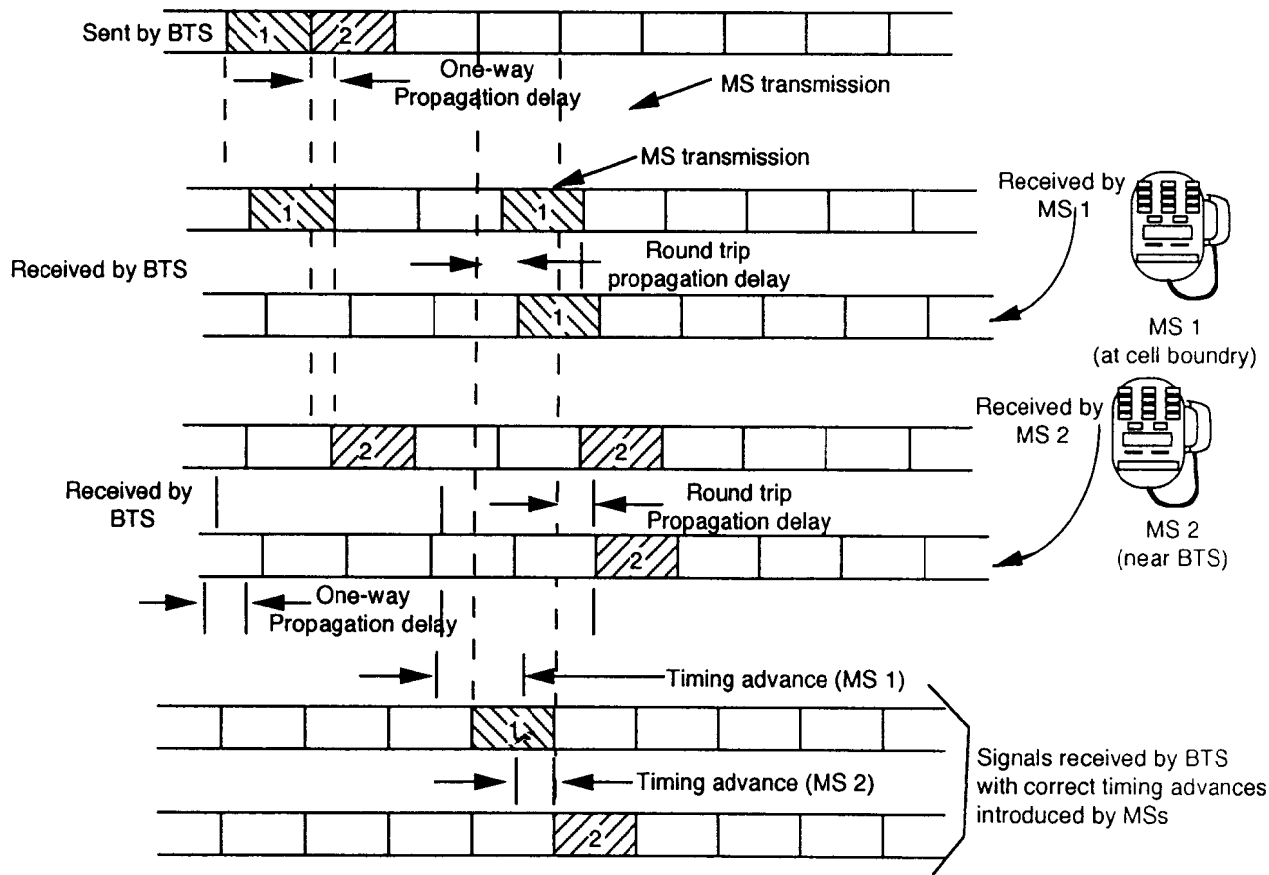 Sent by BTS
1
2
One-way
Propagation delay
MS transmission
MS transmission
1
1
Received by
MS 1
Received by BTS
Round trip
propagation delay
1
MS 1
(at cell boundry)
2
2
Received by
MS 2
Received by
BTS
Round trip
Propagation delay
2
MS 2
(near BTS)
One-way
Propagation delay
Timing advance (MS 1)
1
Timing advance (MS 2)
2
Signals received by BTS
with correct timing advances
introduced by MSs